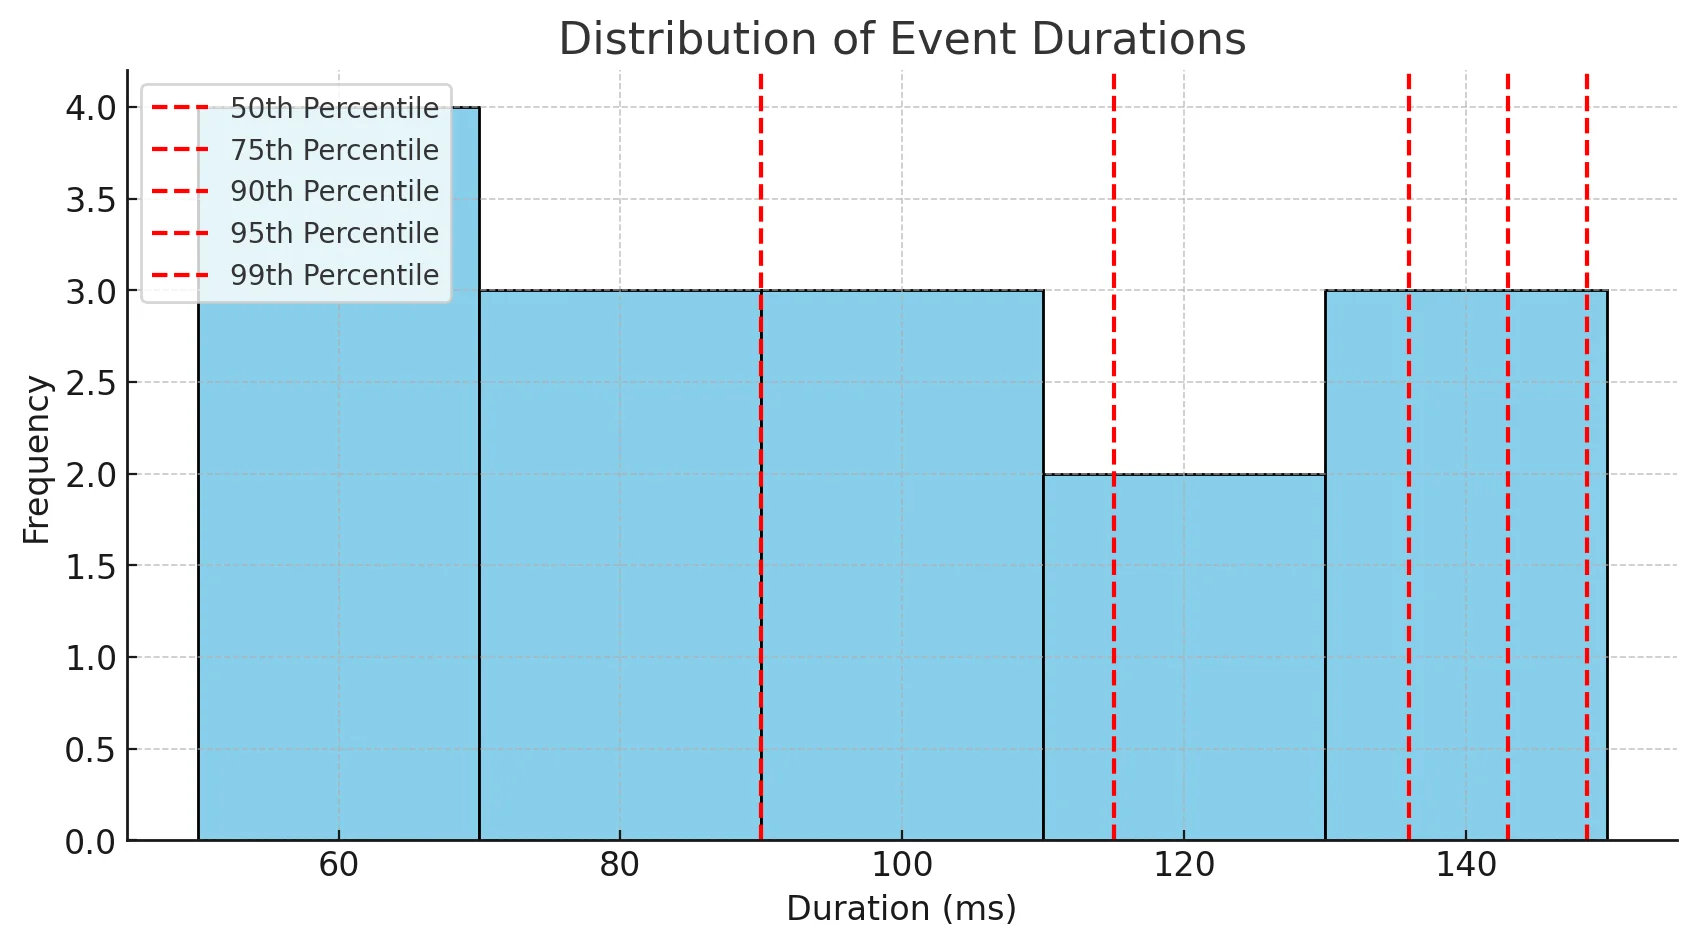 Distribution of Event Durations
50th Percentile
75th Percentile
90th Percentile
95th Percentile
99th Percentile
4.0
3.5
3.0
2.5
2.0
1.5
1.0
0.5
0.0
Frequency
60 80 100 120 140
Duration (ms)